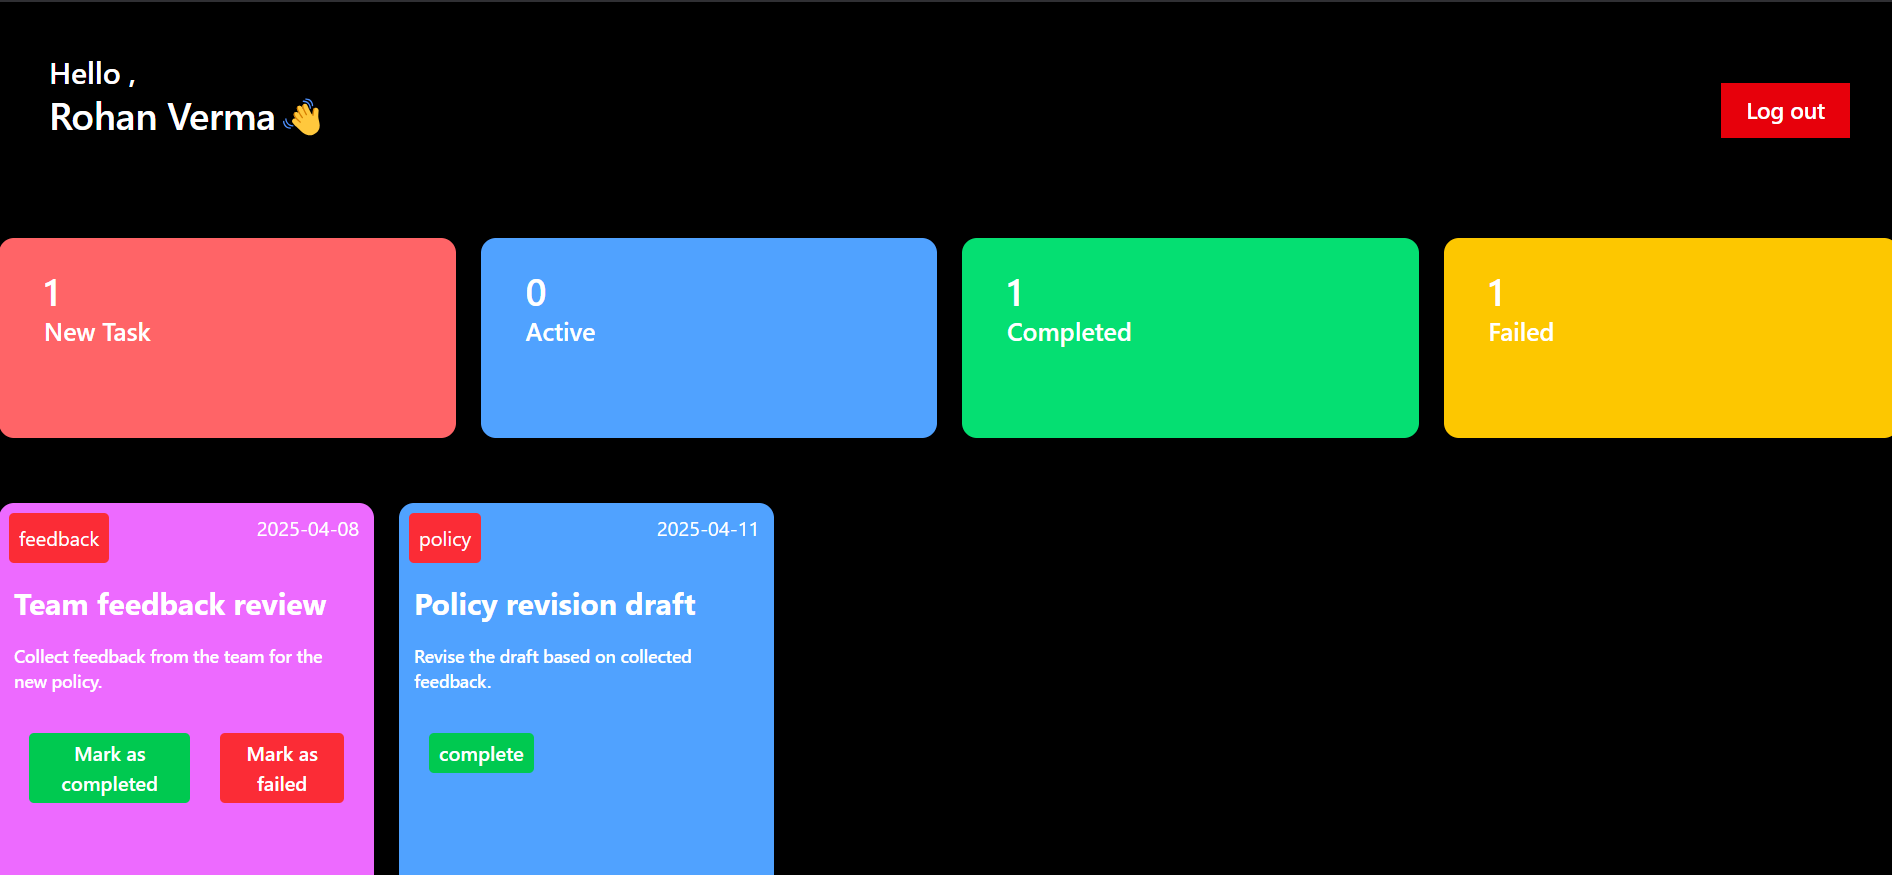 Hello ,
Rohan Verma 👋
Log out
1
New Task
0
Active
1
Completed
1
Failed
feedback
2025-04-08
Team feedback review
Collect feedback from the team for the
new policy.
Mark as
completed
Mark as
failed
policy
2025-04-11
Policy revision draft
Revise the draft based on collected
feedback.
complete